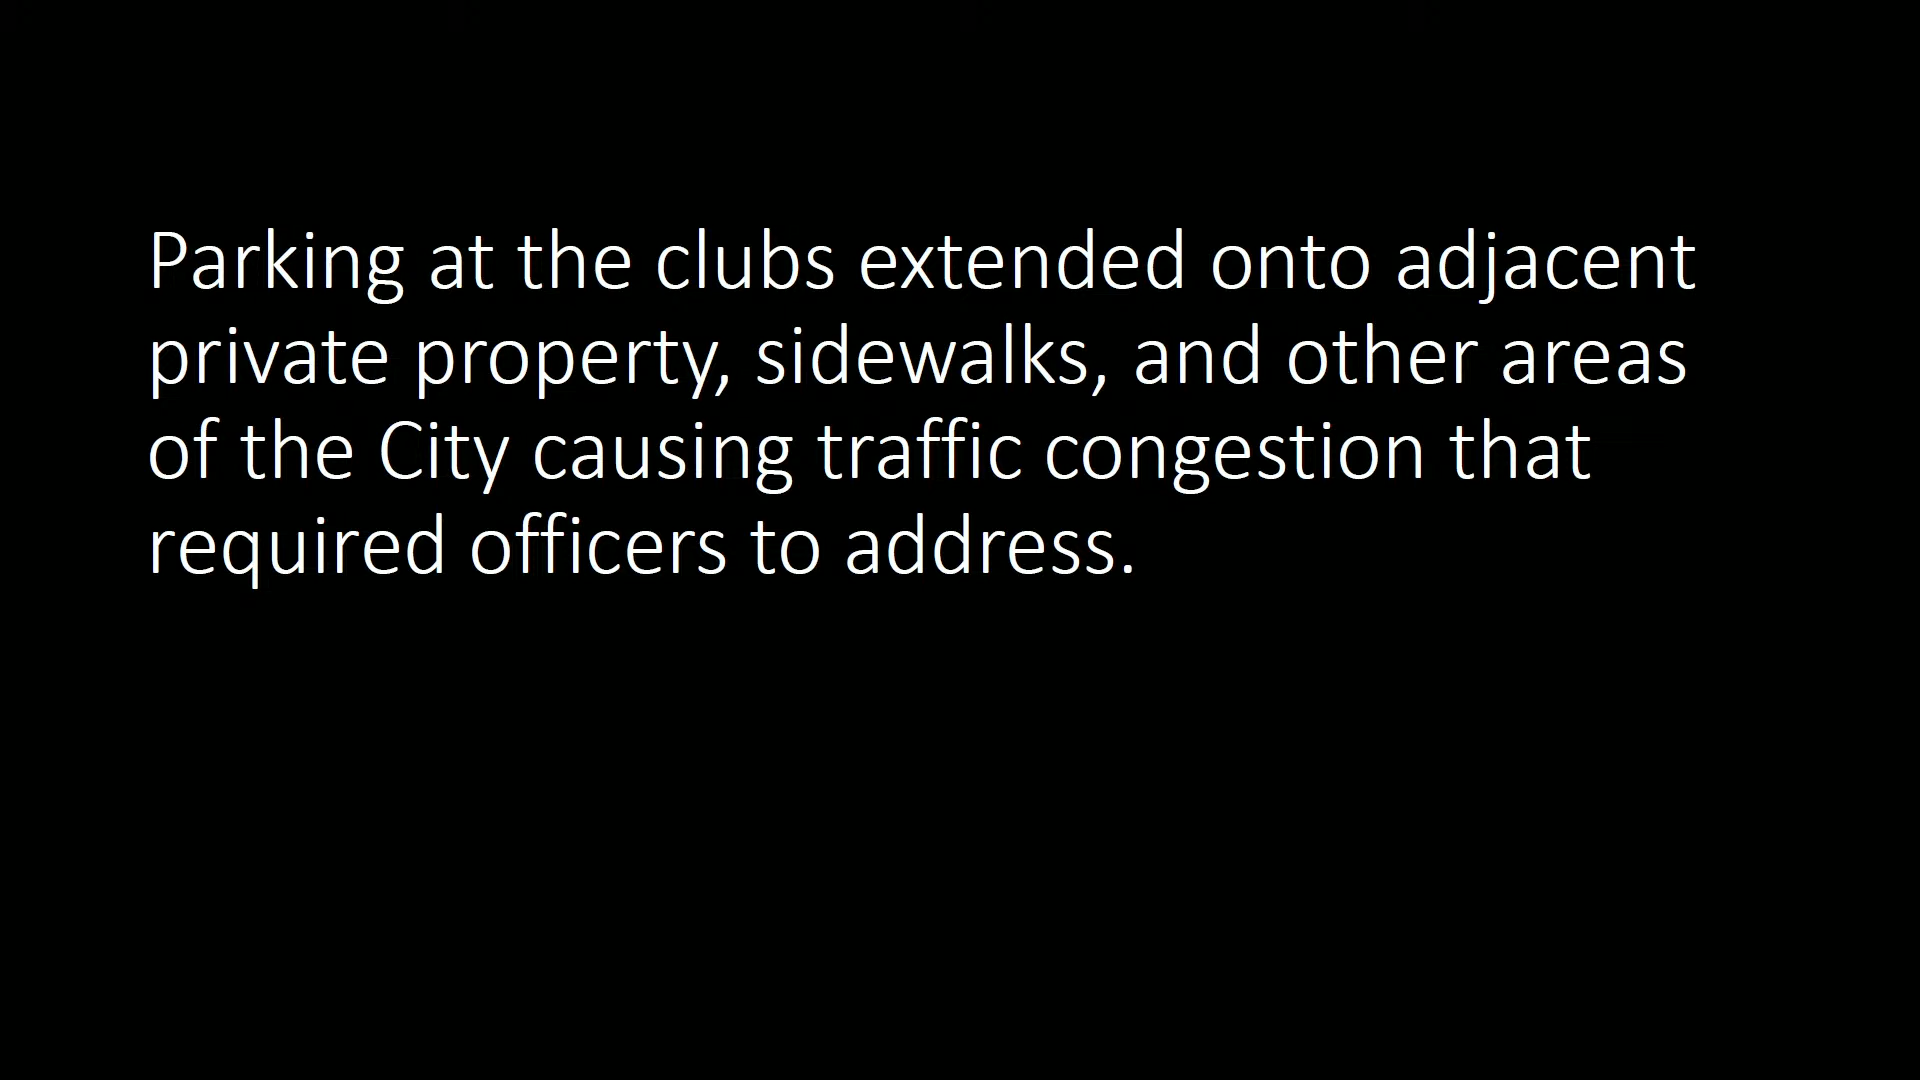 Parking at the clubs extended onto adjacent
private property, sidewalks, and other areas
of the City causing traffic congestion that
required officers to address.